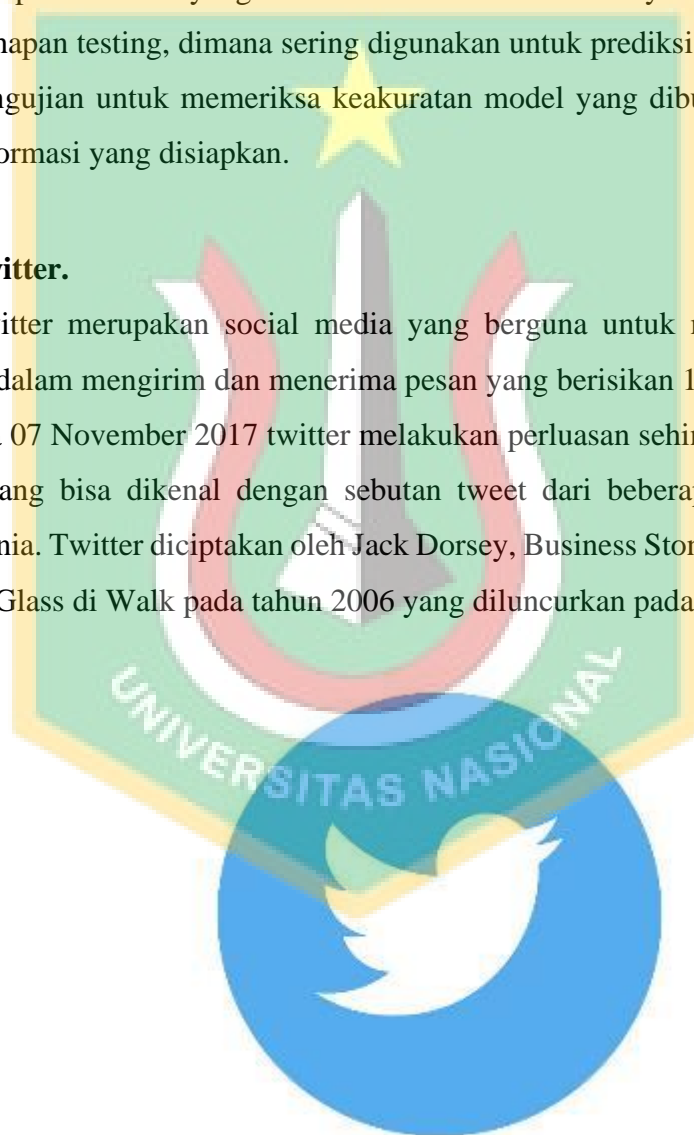 yang
apan testing, dimana sering digunakan untuk prediksi
ngujian untuk memeriksa keakuratan model yang dibu
ormasi yang disiapkan.
itter.
itter merupakan social media yang berguna untuk
dalam mengirim dan menerima pesan yang berisikan 1
07 November 2017 twitter melakukan perluasan sehin
ang bisa dikenal dengan sebutan tweet dari beberap
nia. Twitter diciptakan oleh Jack Dorsey, Business Ston
Glass di Walk pada tahun 2006 yang diluncurkan pada
UNIVERSITAS NASIONAL